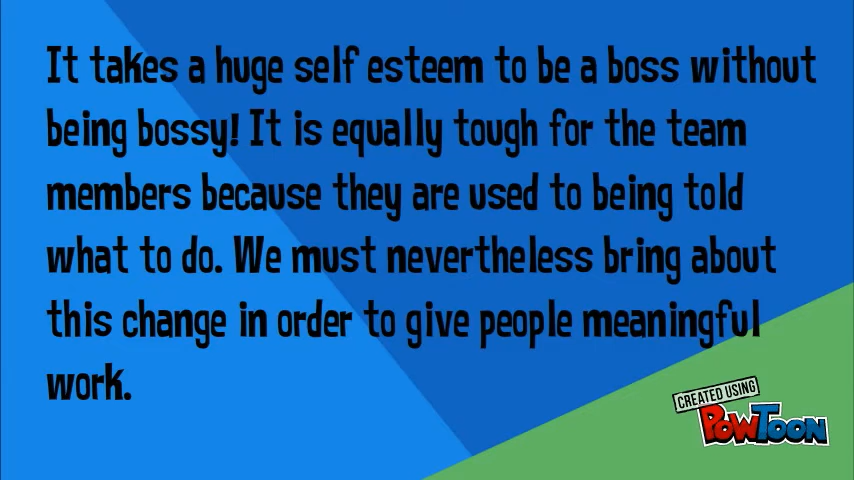 It takes a huge self esteem to be a boss without
being bossy! It is equally tough for the team
members because they are used to being told
what to do. We must nevertheless bring about
this change in order to give people meaningful
work.
CREATED USING
POWTOON